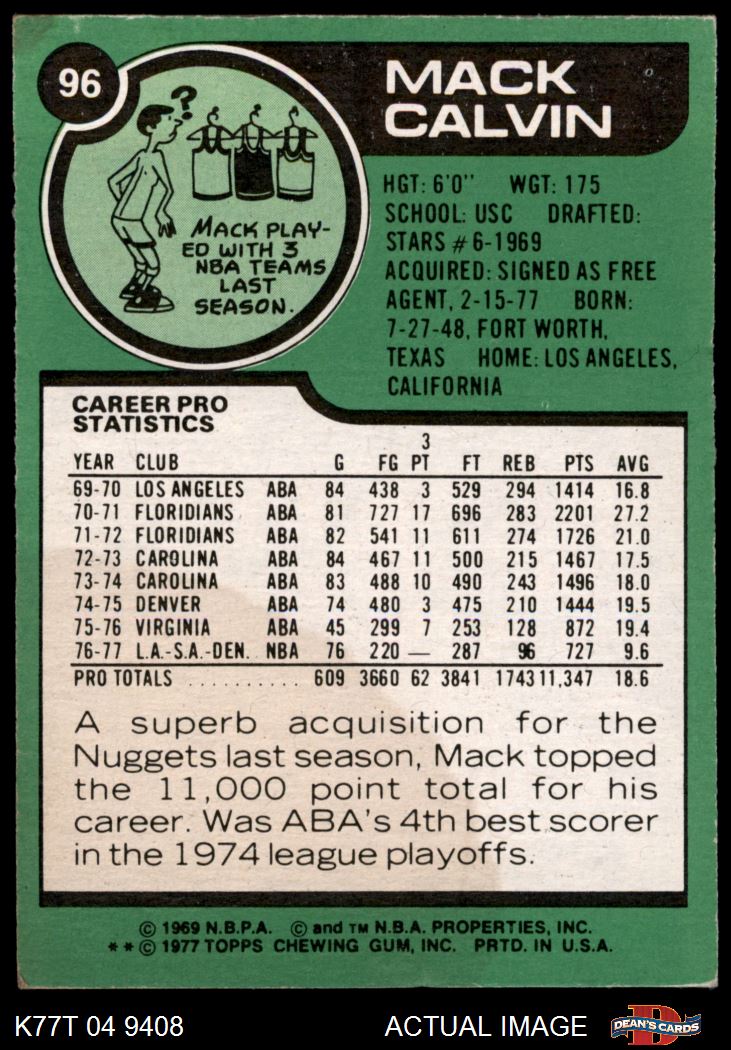 96
MACK
CALVIN
?
MACK PLAY-
ED WITH 3
NBA TEAMS
LAST
SEASON.
HGT: 6'0" WGT: 175
SCHOOL: USC DRAFTED:
STARS #6-1969
ACQUIRED: SIGNED AS FREE
AGENT, 2-15-77 BORN:
7-27-48, FORT WORTH,
TEXAS HOME: LOS ANGELES,
CALIFORNIA
CAREER PRO
STATISTICS
YEAR CLUB G FG 3 PT FT REB PTS AVG
69-70 LOS ANGELES ABA 84 438 3 529 294 1414 16.8
70-71 FLORIDIANS ABA 81 727 17 696 283 2201 27.2
71-72 FLORIDIANS ABA 82 541 11 611 274 1726 21.0
72-73 CAROLINA ABA 84 467 11 500 215 1467 17.5
73-74 CAROLINA ABA 83 488 10 490 243 1496 18.0
74-75 DENVER ABA 74 480 3 475 210 1444 19.5
75-76 VIRGINIA ABA 45 299 7 253 128 872 19.4
76-77 L.A.-S.A.-DEN. NBA 76 220 — 287 96 727 9.6
PRO TOTALS .......... 609 3660 62 3841 1743 11,347 18.6
A superb acquisition for the
Nuggets last season, Mack topped
the 11,000 point total for his
career. Was ABA's 4th best scorer
in the 1974 league playoffs.
© 1969 N.B.P.A. © and TM N.B.A. PROPERTIES, INC.
**© 1977 TOPPS CHEWING GUM, INC. PRTD. IN U.S.A.
K77T 04 9408 ACTUAL IMAGE D DEAN'S CARDS